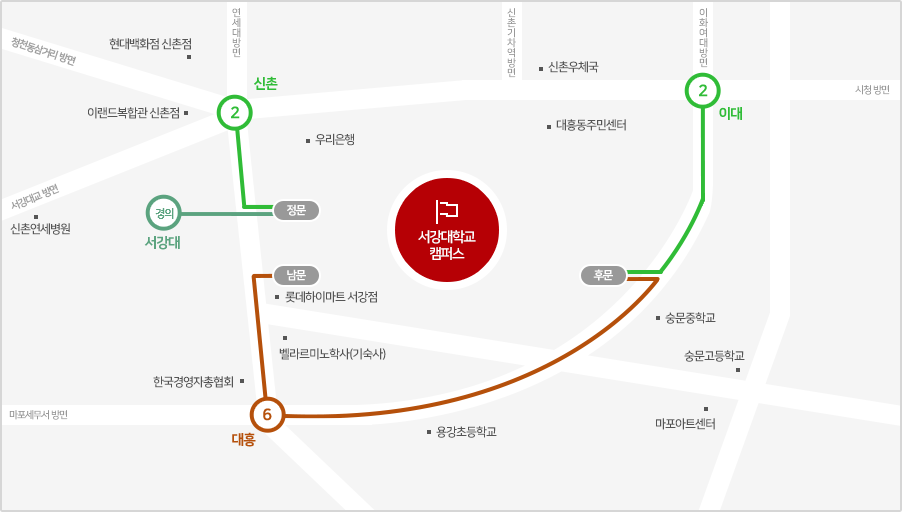 연세대방면
신촌기차역방면
이화여대방면
청천동삼거리 방면
현대백화점 신촌점
신촌우체국
신촌
2
2
시청 방면
이랜드복합관 신촌점
이대
대흥동주민센터
우리은행
서강대교 방면
경의
정문
신촌연세병원
서강대
서강대학교
캠퍼스
남문
후문
롯데하이마트 서강점
숭문중학교
벨라르미노학사(기숙사)
숭문고등학교
한국경영자총협회
마포세무서 방면
6
마포아트센터
대흥
용강초등학교